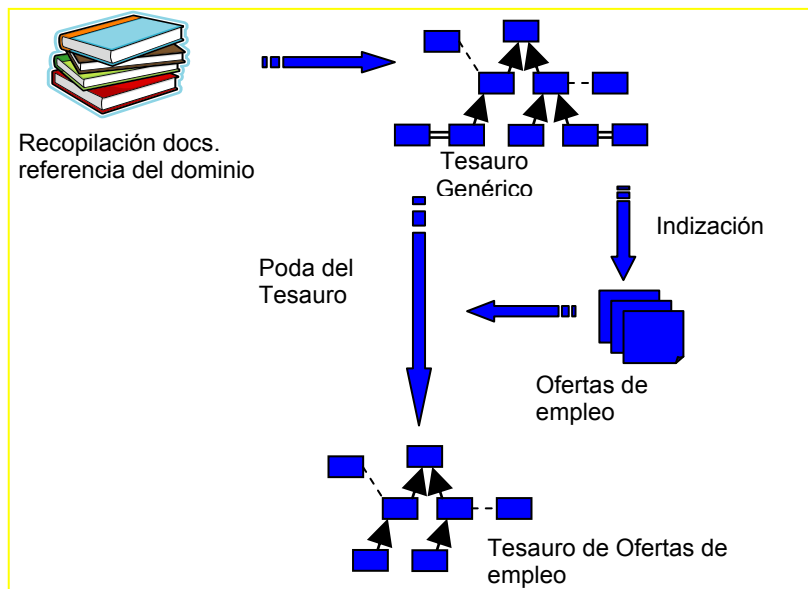 Recopilación docs.
referencia del dominio
Tesauro
Genérico
Indización
Poda del
Tesauro
Ofertas de
empleo
Tesauro de Ofertas de
empleo